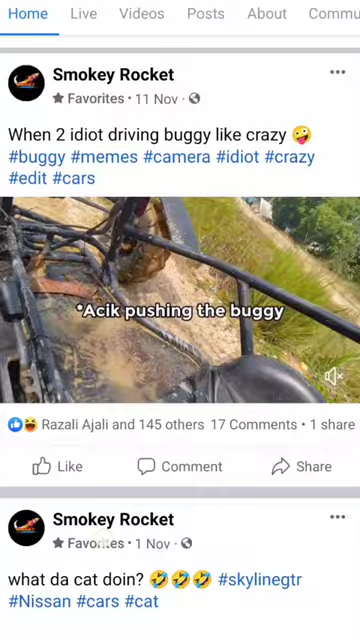 Home Live Videos Posts About Commu
Smokey Rocket
Favorites • 11 Nov •
When 2 idiot driving buggy like crazy 🤪
#buggy #memes #camera #idiot #crazy
#edit #cars
*Acik pushing the buggy
Razali Ajali and 145 others 17 Comments • 1 share
Like Comment Share
Smokey Rocket
Favorites • 1 Nov •
what da cat doin? 🤣🤣🤣 #skylinegtr
#Nissan #cars #cat